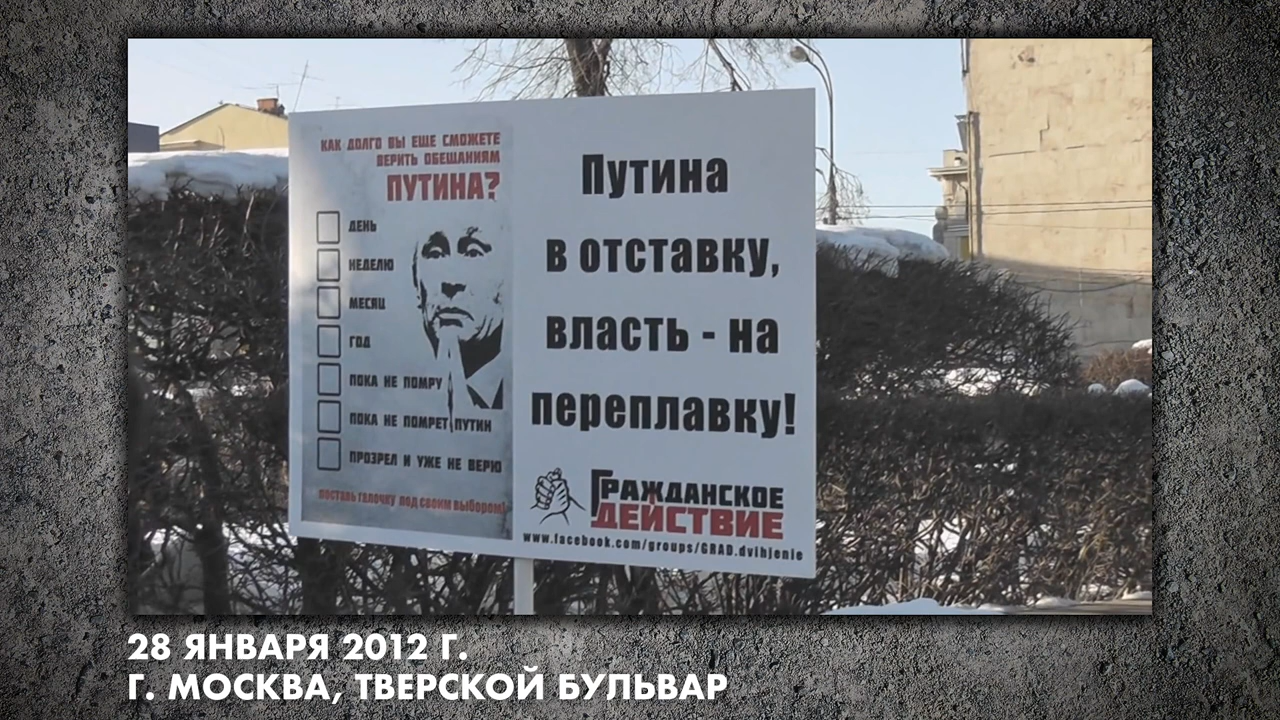 КАК ДОЛГО ВЫ ЕЩЕ СМОЖЕТЕ
ВЕРИТЬ ОБЕЩАНИЯМ
ПУТИНА?
ДЕНЬ
НЕДЕЛЮ
МЕСЯЦ
ГОД
ПОКА НЕ ПОМРУ
ПОКА НЕ ПОМРЕТ ПУТИН
ПРОЗРЕЛ И УЖЕ НЕ ВЕРЮ
ПОСТАВЬ ГАЛОЧКУ ПОД СВОИМ ВЫБОРОМ!
Путина
в отставку,
власть - на
переплавку!
ГРАЖДАНСКОЕ
ДЕЙСТВИЕ
www.facebook.com/groups/GRAD.dvihjenie
28 ЯНВАРЯ 2012 Г.
Г. МОСКВА, ТВЕРСКОЙ БУЛЬВАР